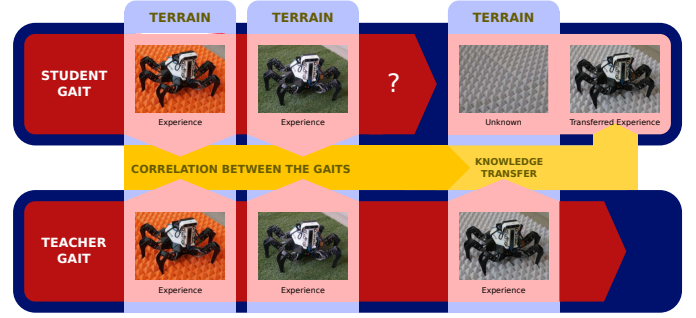 TERRAIN
TERRAIN
TERRAIN
STUDENT
GAIT
?
Experience
Experience
Unknown
Transferred Experience
CORRELATION BETWEEN THE GAITS
KNOWLEDGE
TRANSFER
TEACHER
GAIT
Experience
Experience
Experience